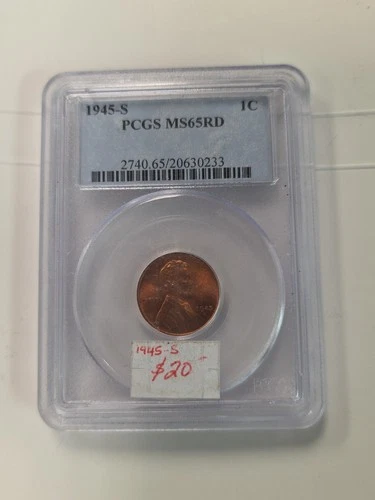 1945-S 1C
PCGS MS65RD
2740.65/20630233
1945-S
$20